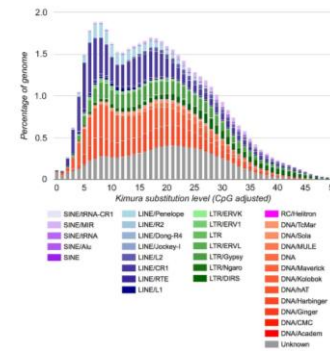 2.0
1.5
1.0
0.5
0
Percentage of genome
0 5 10 15 20 25 30 35 40 45
Kimura substitution level (CpG adjusted)
SINE/tRNA-CR1
SINE/MIR
SINE/tRNA
SINE/Alu
SINE
LINE/Penelope
LINE/R2
LINE/Dong-R4
LINE/Jockey-I
LINE/L2
LINE/CR1
LINE/RTE
LINE/L1
LTR/ERVK
LTR/ERV1
LTR
LTR/ERVL
LTR/Gypsy
LTR/Ngaro
LTR/DIRS
RC/Helitron
DNA/TcMar
DNA/Sola
DNA/MULE
DNA
DNA/Maverick
DNA/Kolobok
DNA/hAT
DNA/Harbinger
DNA/Ginger
DNA/CMC
DNA/Academ
Unknown